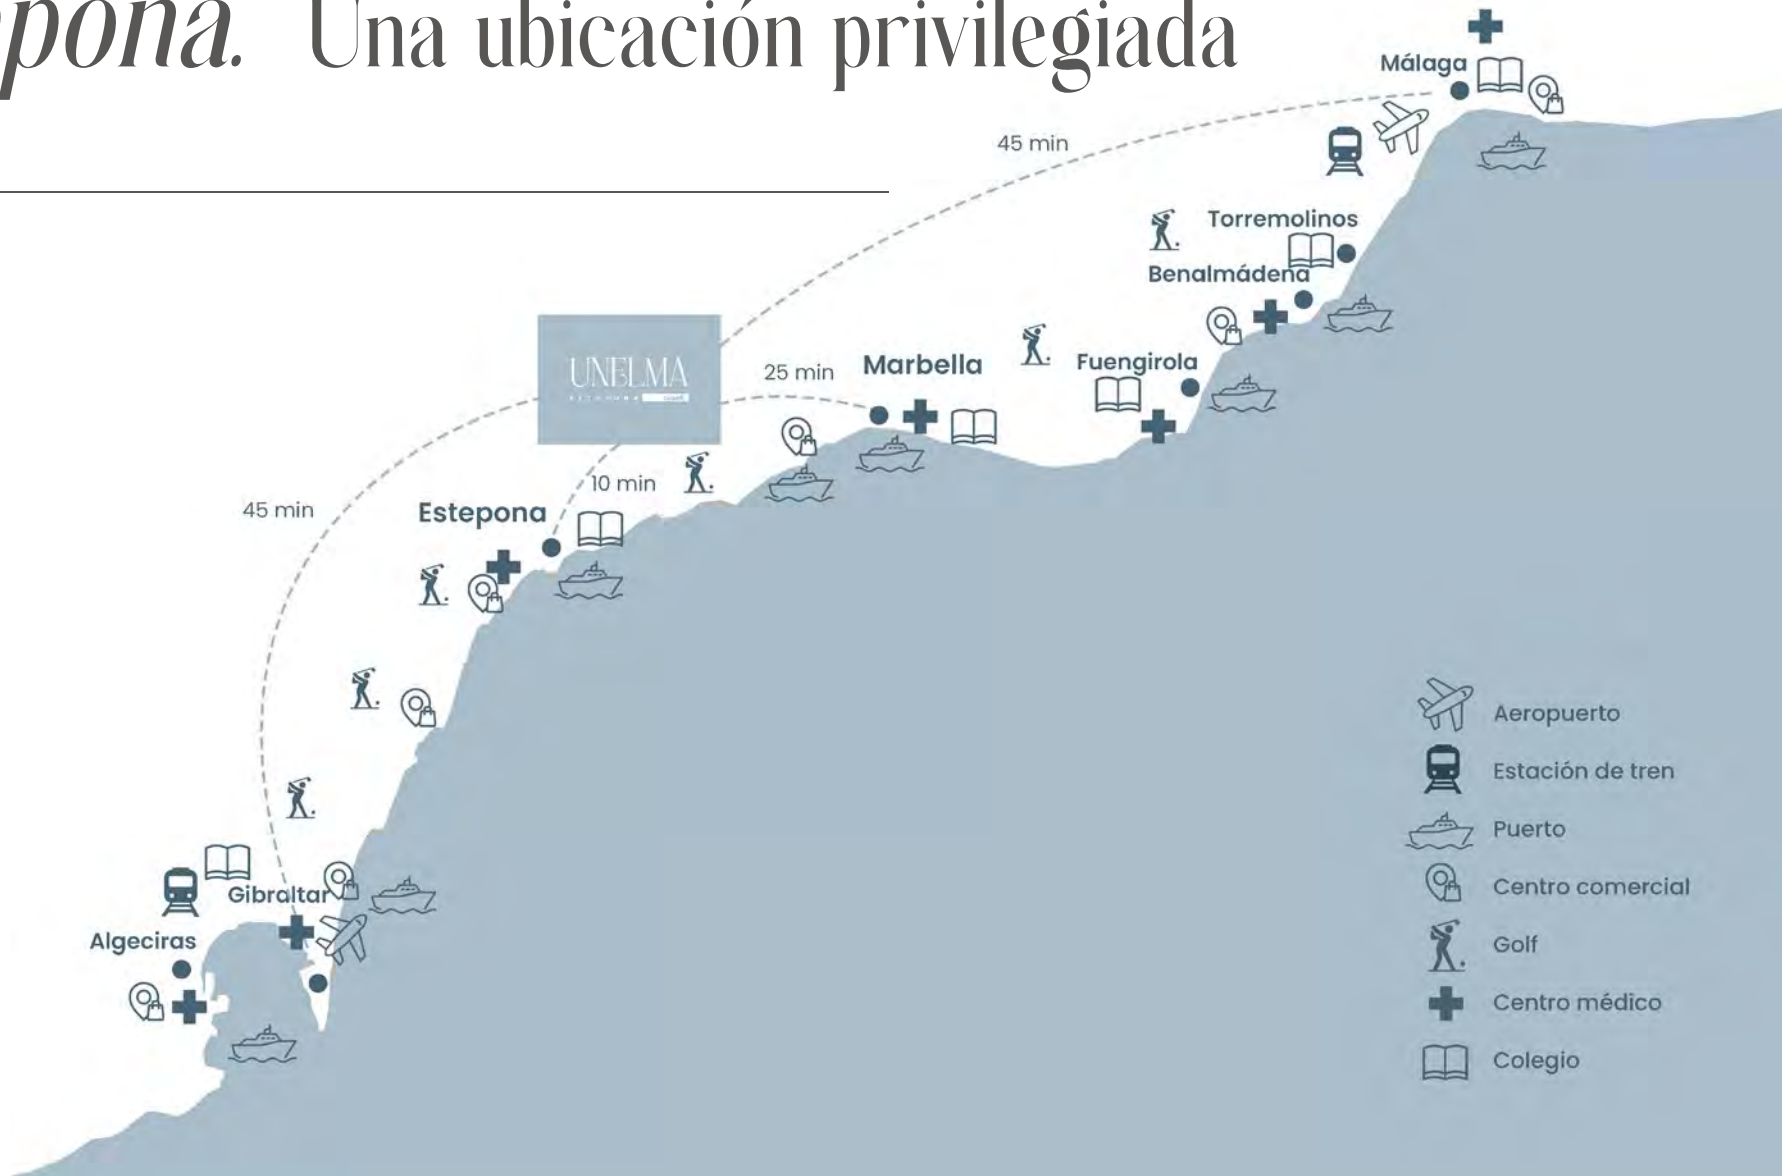 pona. Una ubicación privilegiada
Málaga
45 min
Torremolinos
Benalmádena
25 min
Marbella
Fuengirola
UNELMA
10 min
45 min
Estepona
Gibraltar
Algeciras
Aeropuerto
Estación de tren
Puerto
Centro comercial
Golf
Centro médico
Colegio